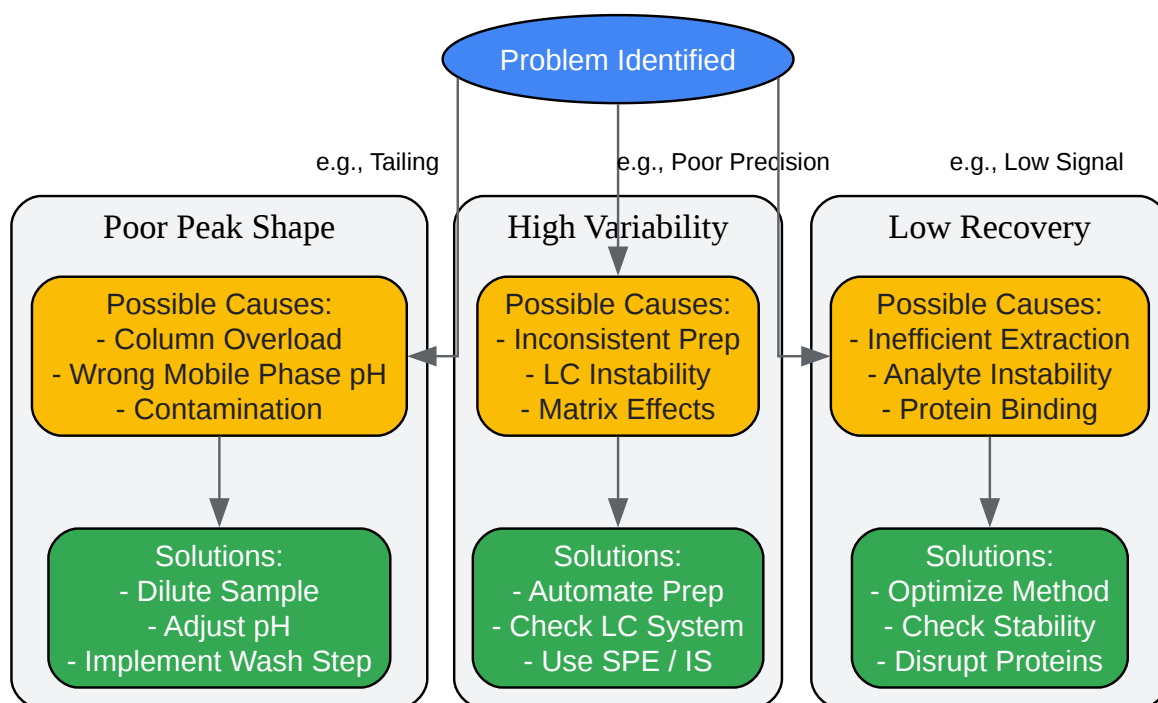 Problem Identified
e.g., Tailing
e.g., Poor Precision
e.g., Low Signal
Poor Peak Shape
Possible Causes:
- Column Overload
- Wrong Mobile Phase pH
- Contamination
Solutions:
- Dilute Sample
- Adjust pH
- Implement Wash Step
High Variability
Possible Causes:
- Inconsistent Prep
- LC Instability
- Matrix Effects
Solutions:
- Automate Prep
- Check LC System
- Use SPE / IS
Low Recovery
Possible Causes:
- Inefficient Extraction
- Analyte Instability
- Protein Binding
Solutions:
- Optimize Method
- Check Stability
- Disrupt Proteins